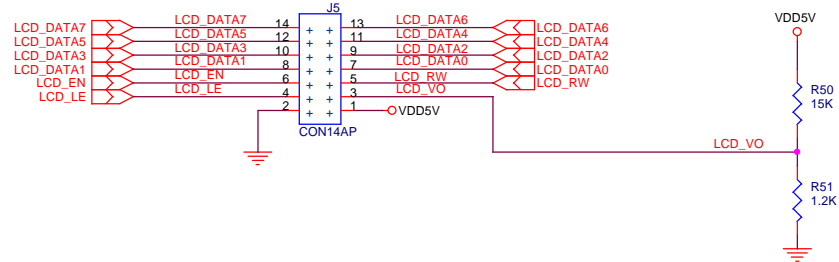 J5
LCD_DATA7 LCD_DATA7 14 13 LCD_DATA6 LCD_DATA6
LCD_DATA5 LCD_DATA5 12 11 LCD_DATA4 LCD_DATA4
LCD_DATA3 LCD_DATA3 10 9 LCD_DATA2 LCD_DATA2
LCD_DATA1 LCD_DATA1 8 7 LCD_DATA0 LCD_DATA0
LCD_EN LCD_EN 6 5 LCD_RW LCD_RW
LCD_LE LCD_LE 4 3 LCD_VO
2 1 VDD5V
CON14AP
VDD5V
R50
15K
LCD_VO
R51
1.2K